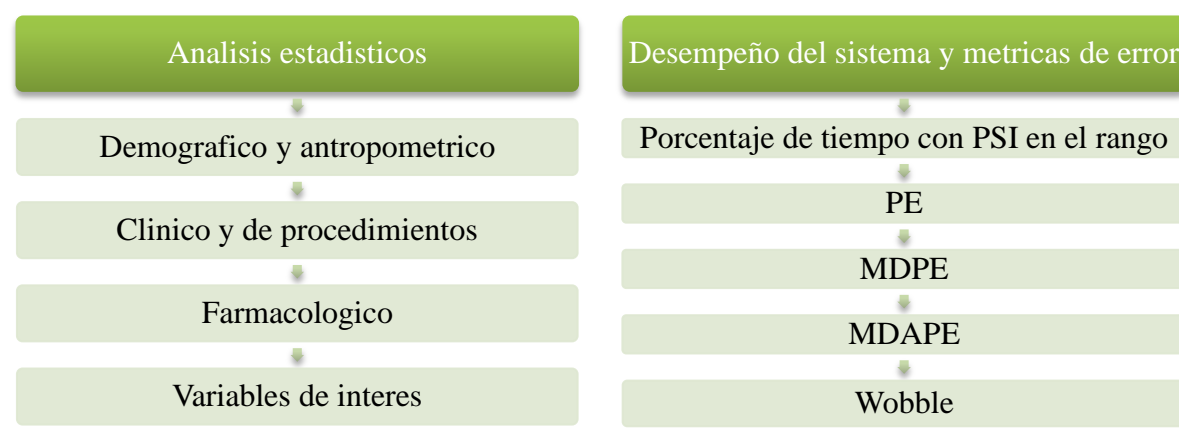 Analisis estadisticos
Demografico y antropometrico
Clinico y de procedimientos
Farmacologico
Variables de interes
Desempeño del sistema y metricas de error
Porcentaje de tiempo con PSI en el rango
PE
MDPE
MDAPE
Wobble